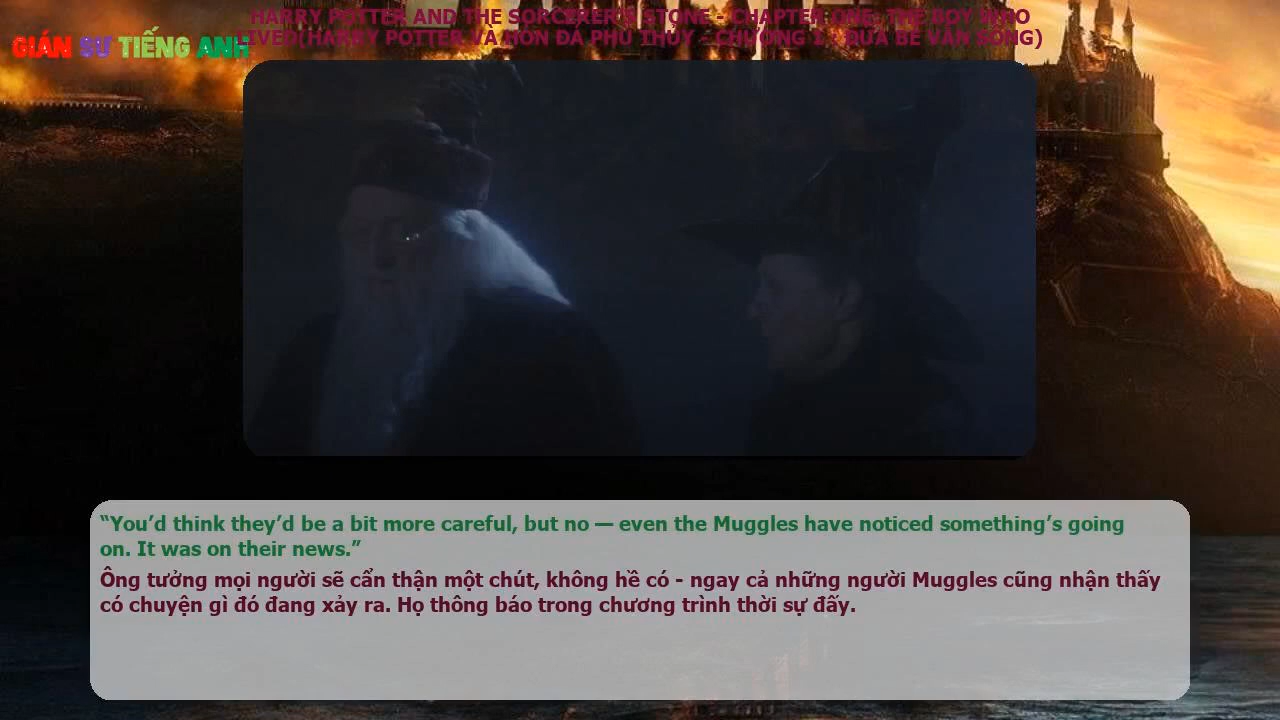 HARRY POTTER AND THE SORCERER'S STONE - CHAPTER ONE: THE BOY WHO
LIVED(HARRY POTTER VÀ HÒN ĐÁ PHÙ THỦY - CHƯƠNG 1 : ĐỨA BÉ VẪN SỐNG)
GIÁN SỨ TIẾNG ANH
“You’d think they’d be a bit more careful, but no — even the Muggles have noticed something’s going
on. It was on their news.”
Ông tưởng mọi người sẽ cẩn thận một chút, không hề có - ngay cả những người Muggles cũng nhận thấy
có chuyện gì đó đang xảy ra. Họ thông báo trong chương trình thời sự đấy.